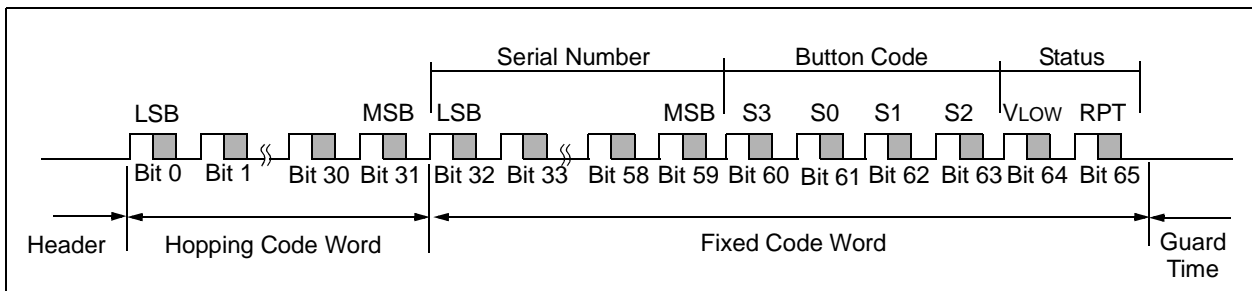 Serial Number Button Code Status
LSB MSB LSB MSB S3 S0 S1 S2 VLOW RPT
Bit 0 Bit 1 Bit 30 Bit 31 Bit 32 Bit 33 Bit 58 Bit 59 Bit 60 Bit 61 Bit 62 Bit 63 Bit 64 Bit 65
Header Hopping Code Word Fixed Code Word Guard
Time